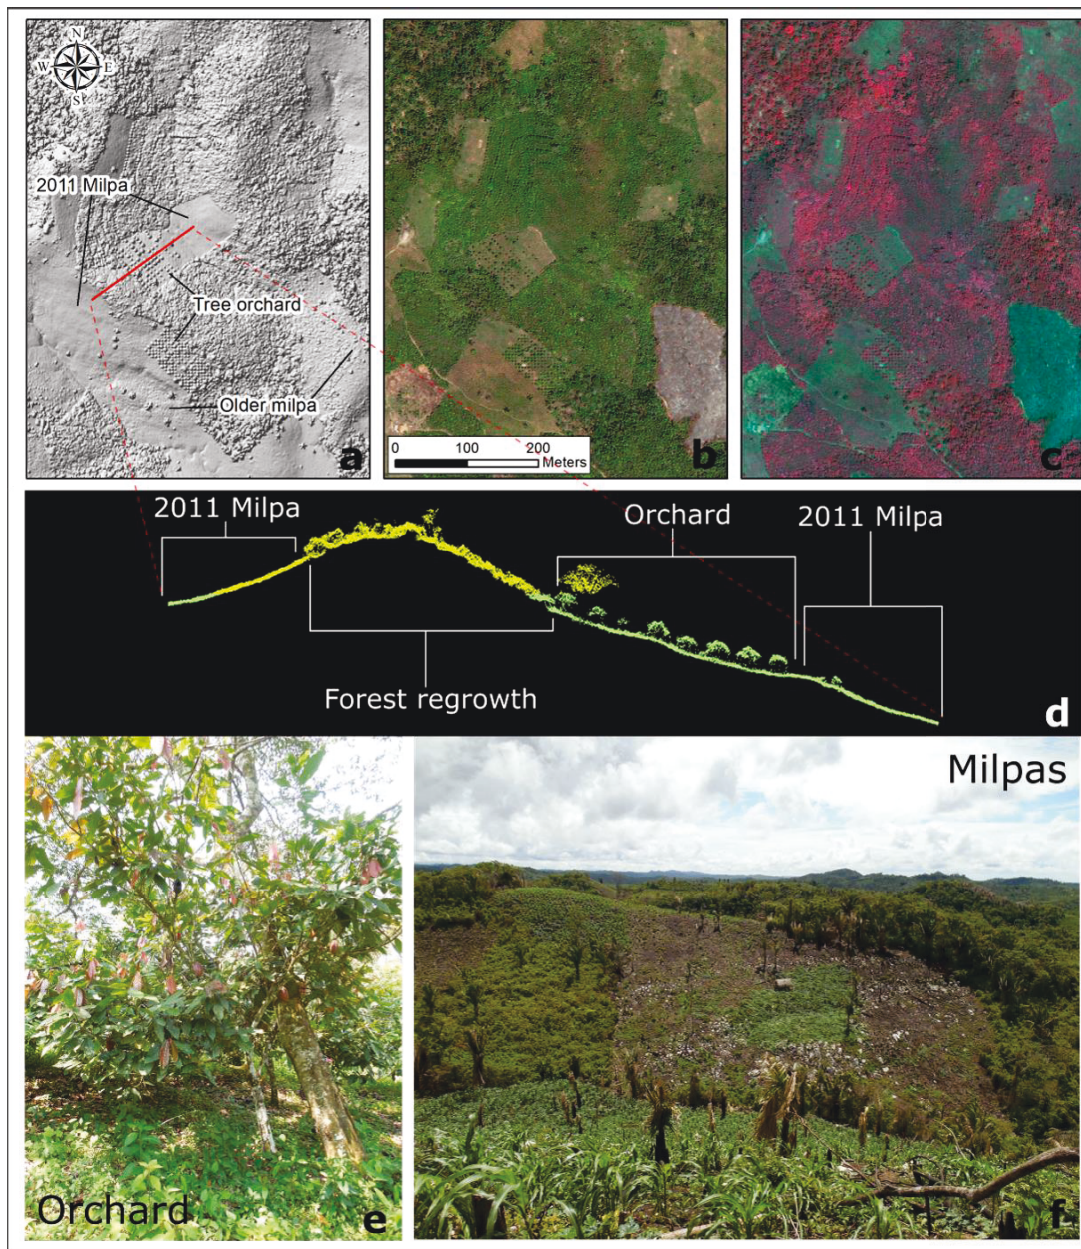 N
W E
S
2011 Milpa
Tree orchard
Older milpa
a
0 100 200
Meters
b
c
2011 Milpa
Orchard
2011 Milpa
Forest regrowth
d
Orchard
e
Milpas
f